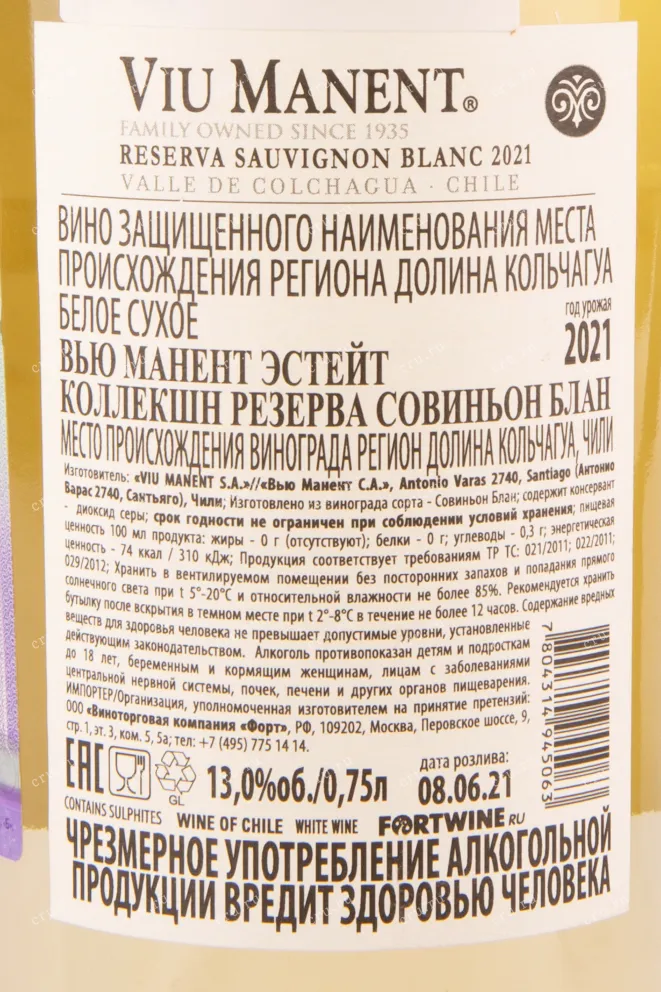 VIU MANENT®
FAMILY OWNED SINCE 1935
RESERVA SAUVIGNON BLANC 2021
VALLE DE COLCHAGUA · CHILE
ВИНО ЗАЩИЩЕННОГО НАИМЕНОВАНИЯ МЕСТА
ПРОИСХОЖДЕНИЯ РЕГИОНА ДОЛИНА КОЛЬЧАГУА
БЕЛОЕ СУХОЕ
год урожая
2021
ВЬЮ МАНЕНТ ЭСТЕЙТ
КОЛЛЕКШН РЕЗЕРВА СОВИНЬОН БЛАН
МЕСТО ПРОИСХОЖДЕНИЯ ВИНОГРАДА РЕГИОН ДОЛИНА КОЛЬЧАГУА, ЧИЛИ
Изготовитель: «VIU MANENT S.A.»//«Вью Манент С.А.», Antonio Varas 2740, Santiago (Антонио
Варас 2740, Сантьяго), Чили; Изготовлено из винограда сорта - Совиньон Блан; содержит консервант
- диоксид серы; срок годности не ограничен при соблюдении условий хранения; пищевая
ценность 100 мл продукта: жиры - 0 г (отсутствуют); белки - 0 г; углеводы - 0,3 г; энергетическая
ценность - 74 ккал / 310 кДж; Продукция соответствует требованиям ТР ТС: 021/2011; 022/2011;
029/2012; Хранить в вентилируемом помещении без посторонних запахов и попадания прямого
солнечного света при t 5°-20°С и относительной влажности не более 85%. Рекомендуется хранить
бутылку после вскрытия в темном месте при t 2°-8°С в течение не более 12 часов. Содержание вредных
веществ для здоровья человека не превышает допустимые уровни, установленные
действующим законодательством. Алкоголь противопоказан детям и подросткам
до 18 лет, беременным и кормящим женщинам, лицам с заболеваниями
центральной нервной системы, почек, печени и других органов пищеварения.
ИМПОРТЕР/Организация, уполномоченная изготовителем на принятие претензий:
ООО «Виноторговая компания «Форт», РФ, 109202, Москва, Перовское шоссе, 9,
стр. 1, эт. 3, ком. 5, 5а; тел: +7 (495) 775 14 14.
7804314945063
EAC
GL
13,0%об./0,75л
дата розлива:
08.06.21
CONTAINS SULPHITES
WINE OF CHILE
WHITE WINE
FORTWINE RU
ЧРЕЗМЕРНОЕ УПОТРЕБЛЕНИЕ АЛКОГОЛЬНОЙ
ПРОДУКЦИИ ВРЕДИТ ЗДОРОВЬЮ ЧЕЛОВЕКА